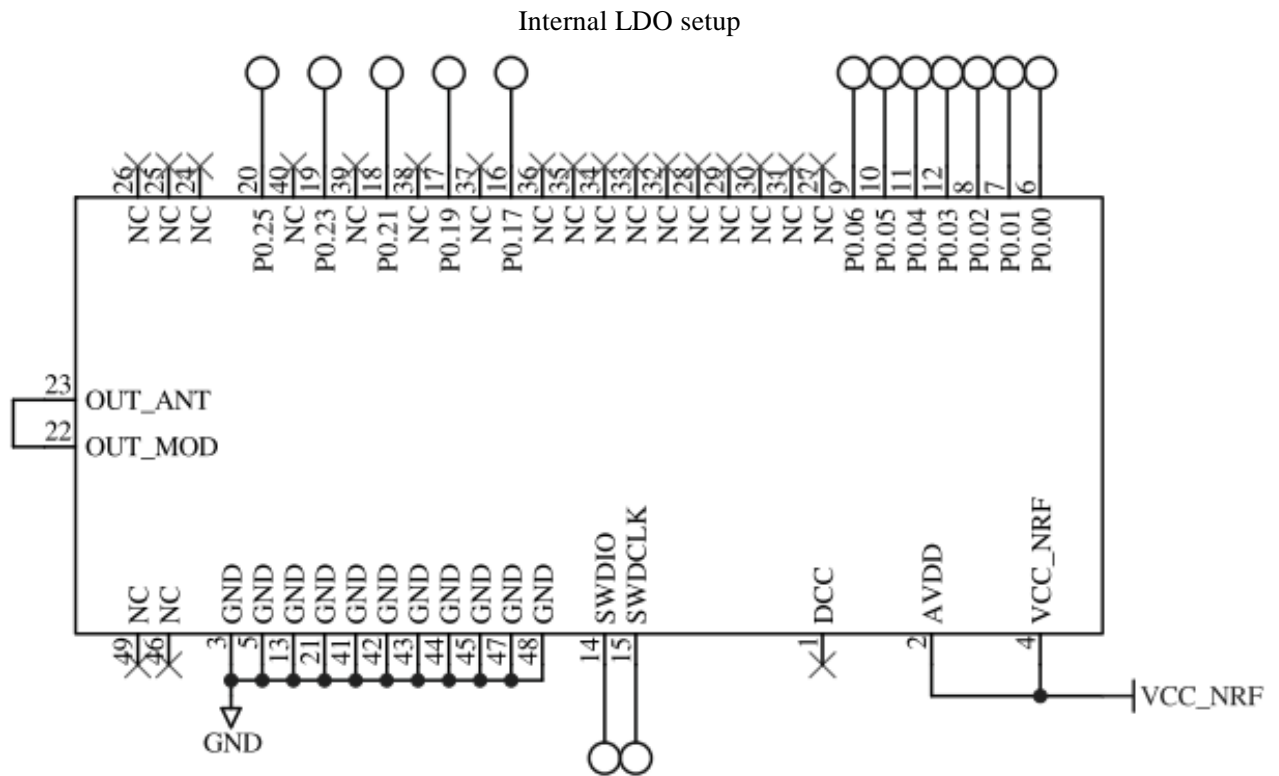 Internal LDO setup
26 25 24 20 40 19 39 18 38 17 37 16 36 35 34 33 32 28 29 30 31 27 9 10 11 12 8 7 6
NC NC NC P0.25 NC P0.23 NC P0.21 NC P0.19 NC P0.17 NC NC NC NC NC NC NC NC NC NC P0.06 P0.05 P0.04 P0.03 P0.02 P0.01 P0.00
23 OUT_ANT
22 OUT_MOD
NC NC GND GND GND GND GND GND GND GND GND GND GND SWDIO SWDCLK DCC AVDD VCC_NRF
49 46 3 5 13 21 41 42 43 44 45 47 48 14 15 1 2 4
VCC_NRF
GND